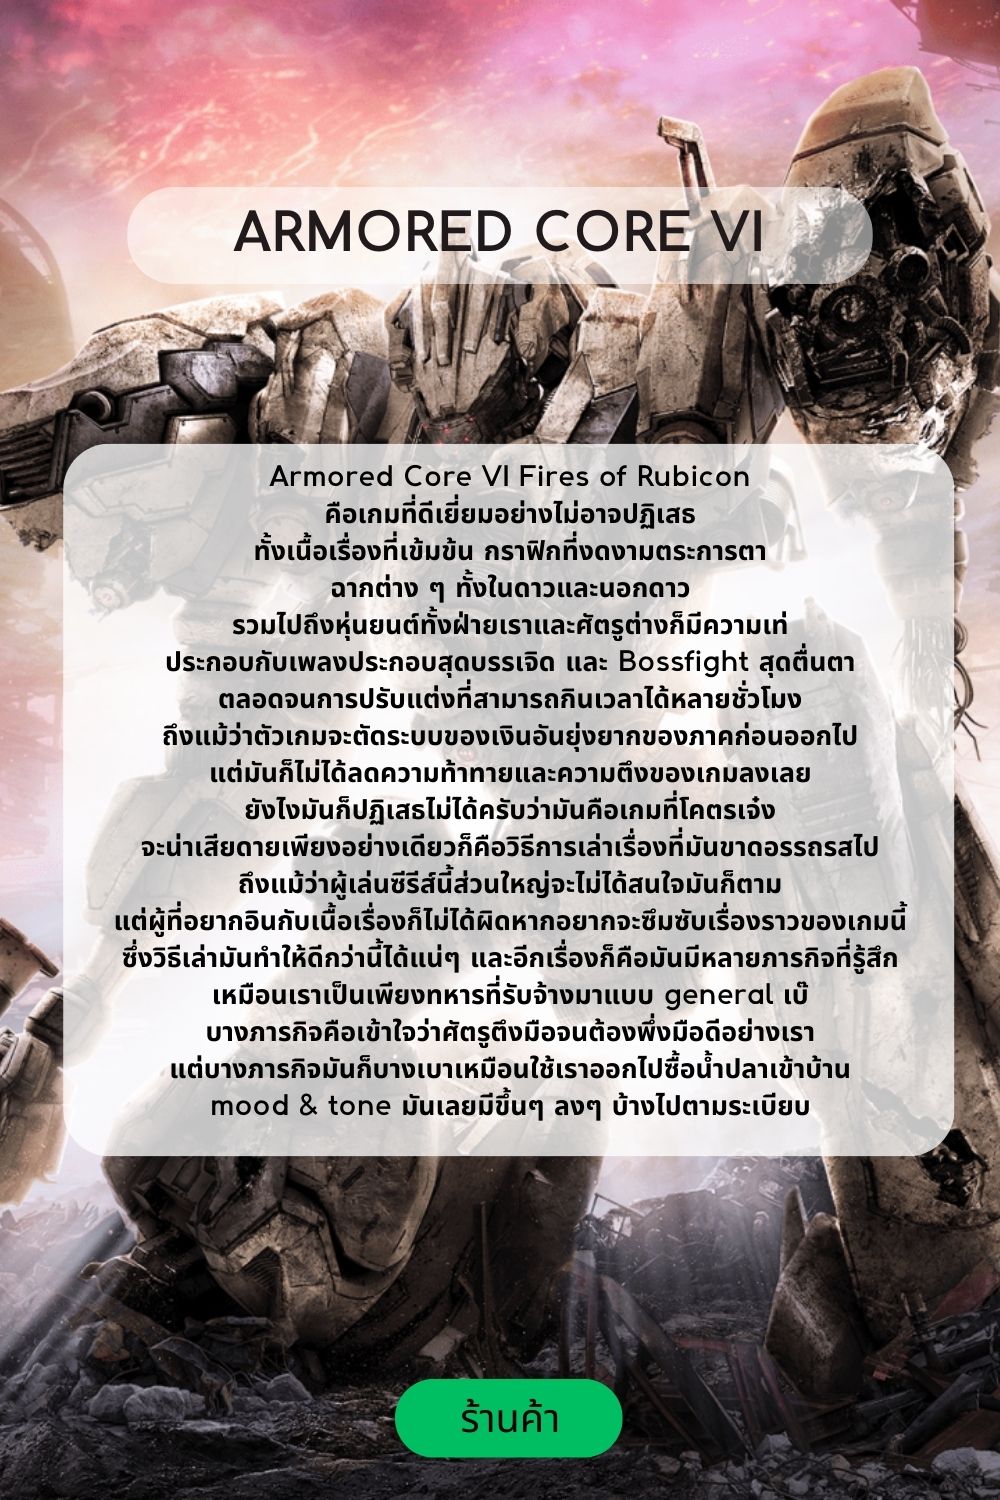 ARMORED CORE VI
Armored Core VI Fires of Rubicon
คือเกมที่ดีเยี่ยมอย่างไม่อาจปฏิเสธ
ทั้งเนื้อเรื่องที่เข้มข้น กราฟิกที่งดงามตระการตา
ฉากต่าง ๆ ทั้งในดาวและนอกดาว
รวมไปถึงหุ่นยนต์ทั้งฝ่ายเราและศัตรูต่างก็มีความเท่
ประกอบกับเพลงประกอบสุดบรรเจิด และ Bossfight สุดตื่นตา
ตลอดจนการปรับแต่งที่สามารถกินเวลาได้หลายชั่วโมง
ถึงแม้ว่าตัวเกมจะตัดระบบของเงินอันยุ่งยากของภาคก่อนออกไป
แต่มันก็ไม่ได้ลดความท้าทายและความตึงของเกมลงเลย
ยังไงมันก็ปฏิเสธไม่ได้ครับว่ามันคือเกมที่โคตรเจ๋ง
จะน่าเสียดายเพียงอย่างเดียวก็คือวิธีการเล่าเรื่องที่มันขาดอรรถรสไป
ถึงแม้ว่าผู้เล่นซีรีส์นี้ส่วนใหญ่จะไม่ได้สนใจมันก็ตาม
แต่ผู้ที่อยากอินกับเนื้อเรื่องก็ไม่ได้ผิดหากอยากจะซึมซับเรื่องราวของเกมนี้
ซึ่งวิธีเล่ามันทำให้ดีกว่านี้ได้แน่ๆ และอีกเรื่องก็คือมันมีหลายภารกิจที่รู้สึก
เหมือนเราเป็นเพียงทหารที่รับจ้างมาแบบ general เบ๊
บางภารกิจคือเข้าใจว่าศัตรูตึงมือจนต้องพึ่งมือดีอย่างเรา
แต่บางภารกิจมันก็บางเบาเหมือนใช้เราออกไปซื้อน้ำปลาเข้าบ้าน
mood & tone มันเลยมีขึ้นๆ ลงๆ บ้างไปตามระเบียบ
ร้านค้า